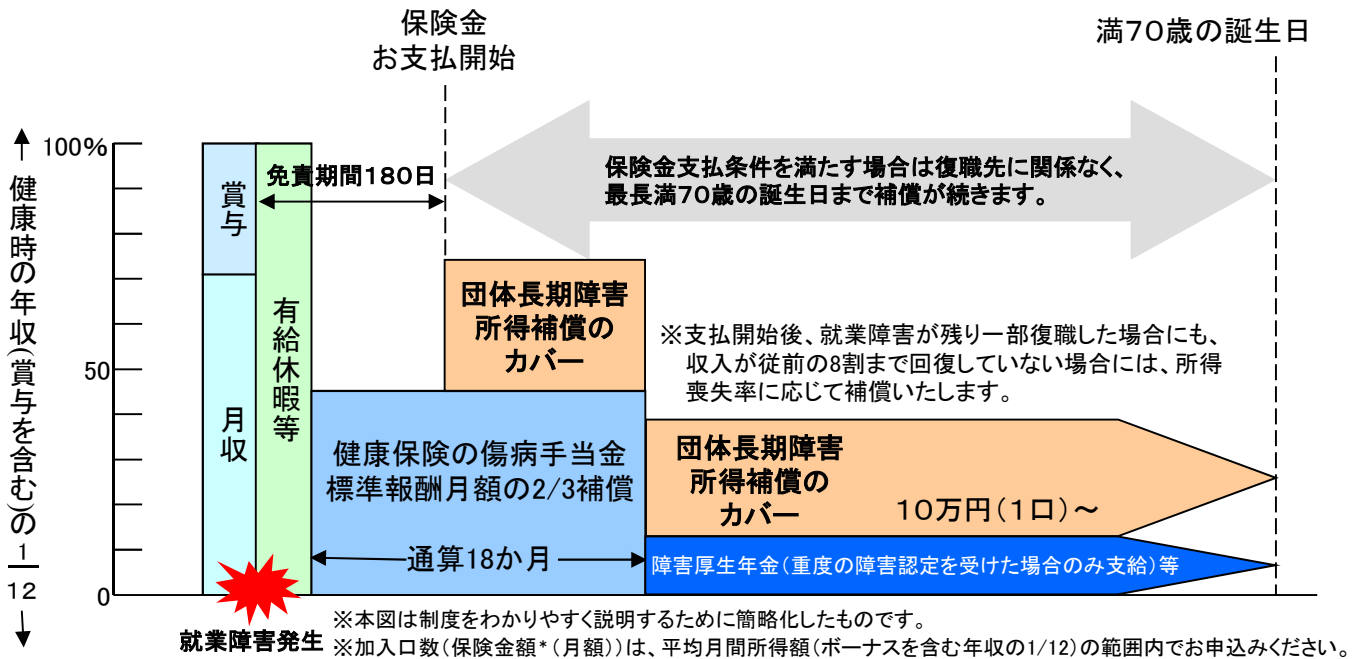 保険金
お支払開始
満70歳の誕生日
健康時の年収(賞与を含む)の 1/12
100%
50
0
賞与
月収
有給休暇等
免責期間180日
保険金支払条件を満たす場合は復職先に関係なく、
最長満70歳の誕生日まで補償が続きます。
団体長期障害
所得補償の
カバー
※支払開始後、就業障害が残り一部復職した場合にも、
収入が従前の8割まで回復していない場合には、所得
喪失率に応じて補償いたします。
健康保険の傷病手当金
標準報酬月額の2/3補償
通算18か月
団体長期障害
所得補償の
カバー
10万円(1口)~
障害厚生年金(重度の障害認定を受けた場合のみ支給)等
就業障害発生
※本図は制度をわかりやすく説明するために簡略化したものです。
※加入口数(保険金額*(月額))は、平均月間所得額(ボーナスを含む年収の1/12)の範囲内でお申込みください。